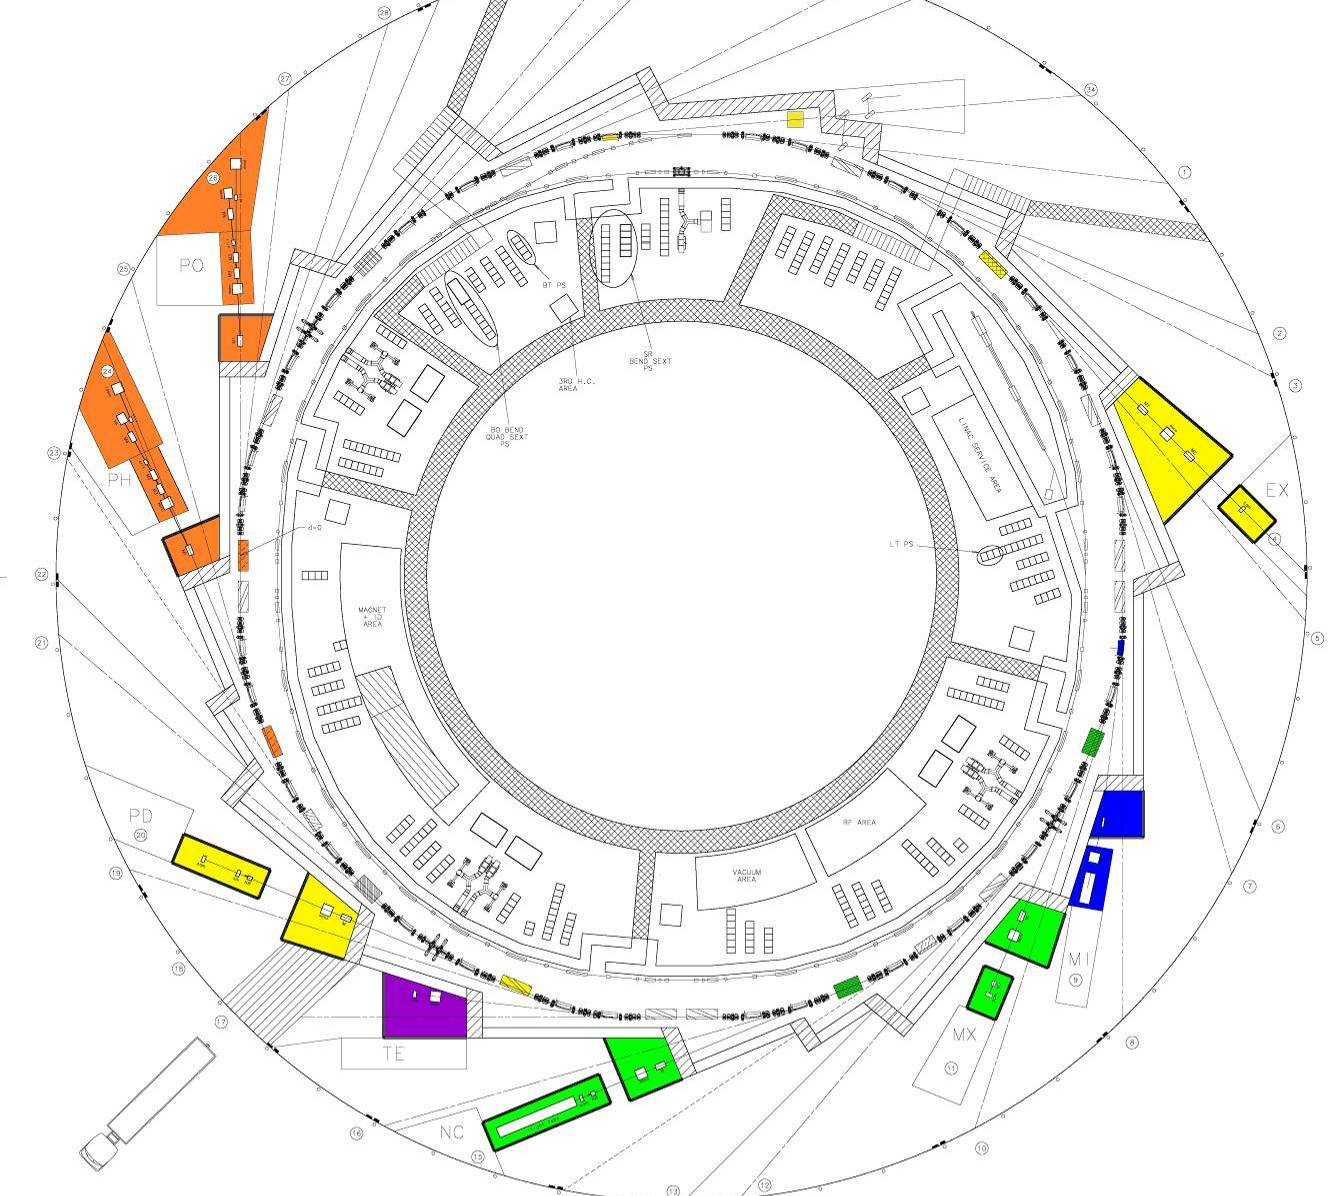 28
27
34
26
1
PO
25
BT PS
2
SR
BEND SEXT
PS
24
3RD H.C.
AREA
3
BO BEND
QUAD SEXT
PS
LINAC SERVICE AREA
23
PH
EX
d-Q
4
LT PS
22
MAGNET
+ ID
AREA
21
5
PD
RF AREA
6
20
VACUUM
AREA
19
7
18
MI
9
17
MX
8
TE
11
16
NC
15
10
13
12